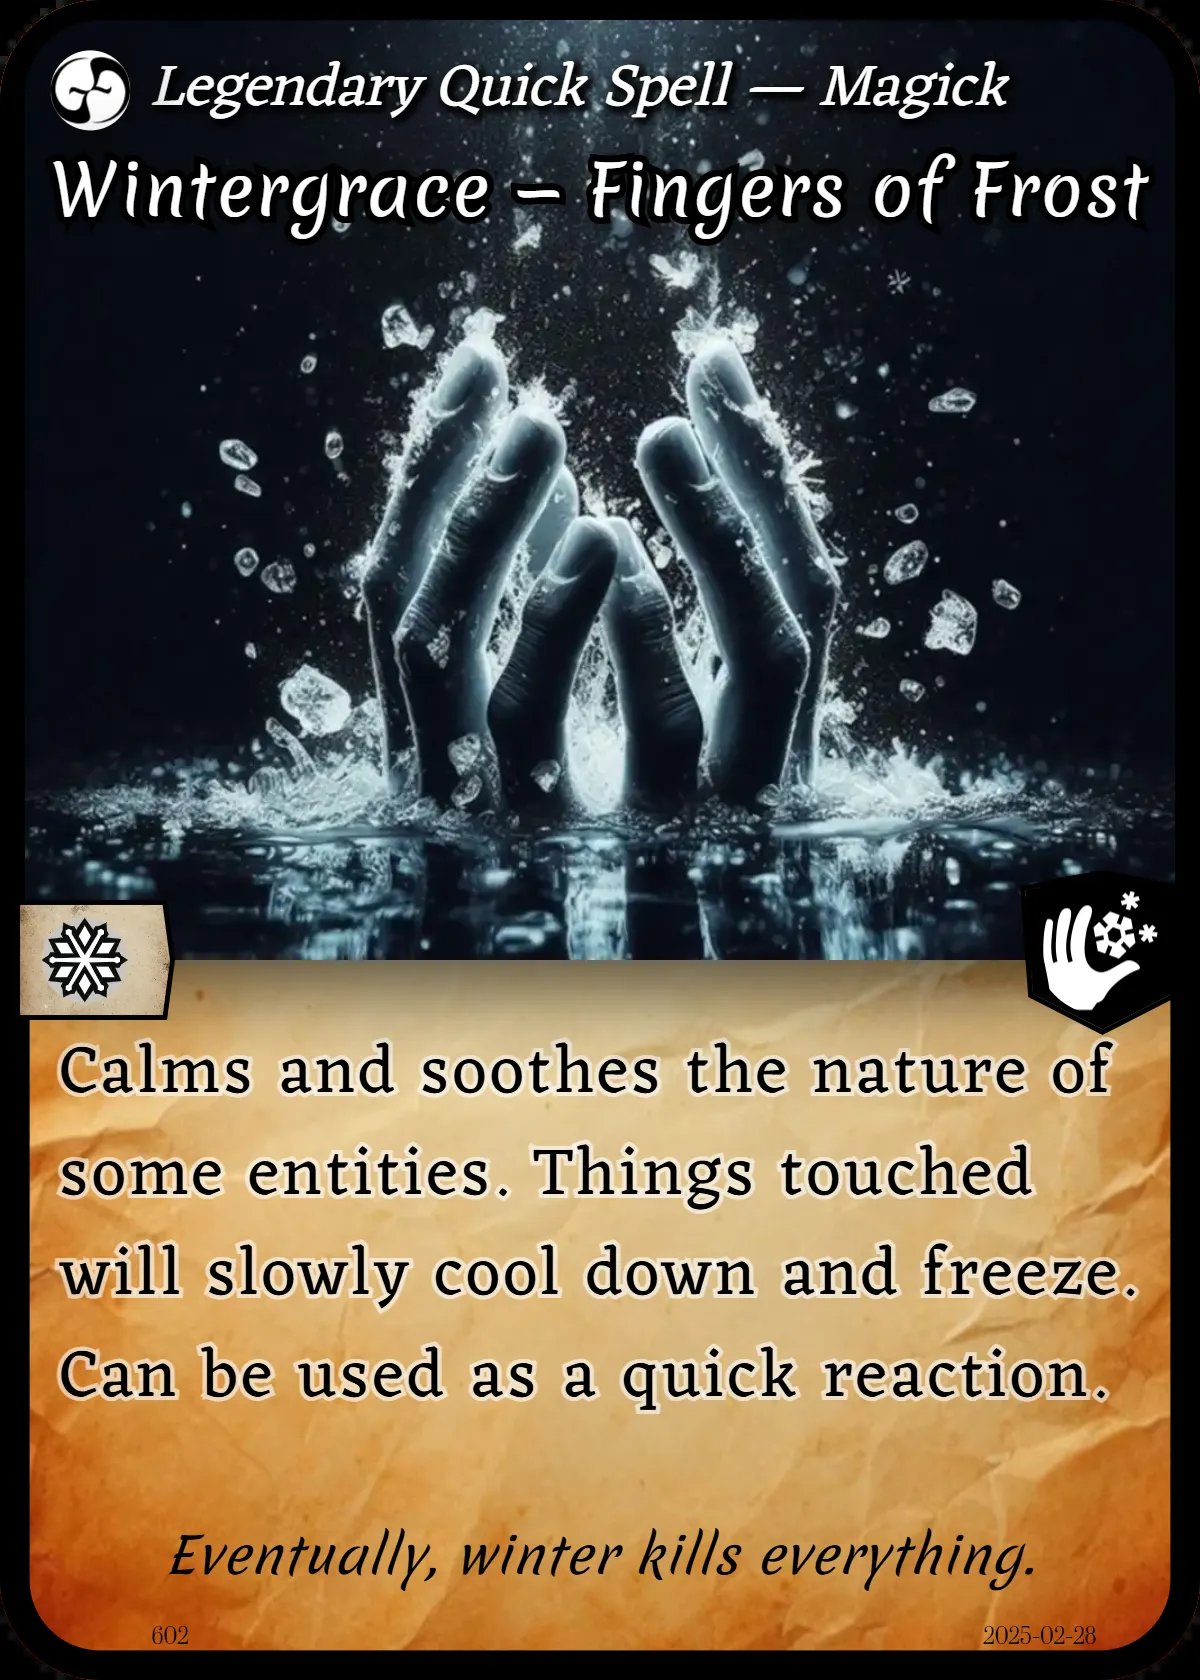 Legendary Quick Spell — Magick
Wintergrace – Fingers of Frost
Calms and soothes the nature of
some entities. Things touched
will slowly cool down and freeze.
Can be used as a quick reaction.
Eventually, winter kills everything.
602
2025-02-28